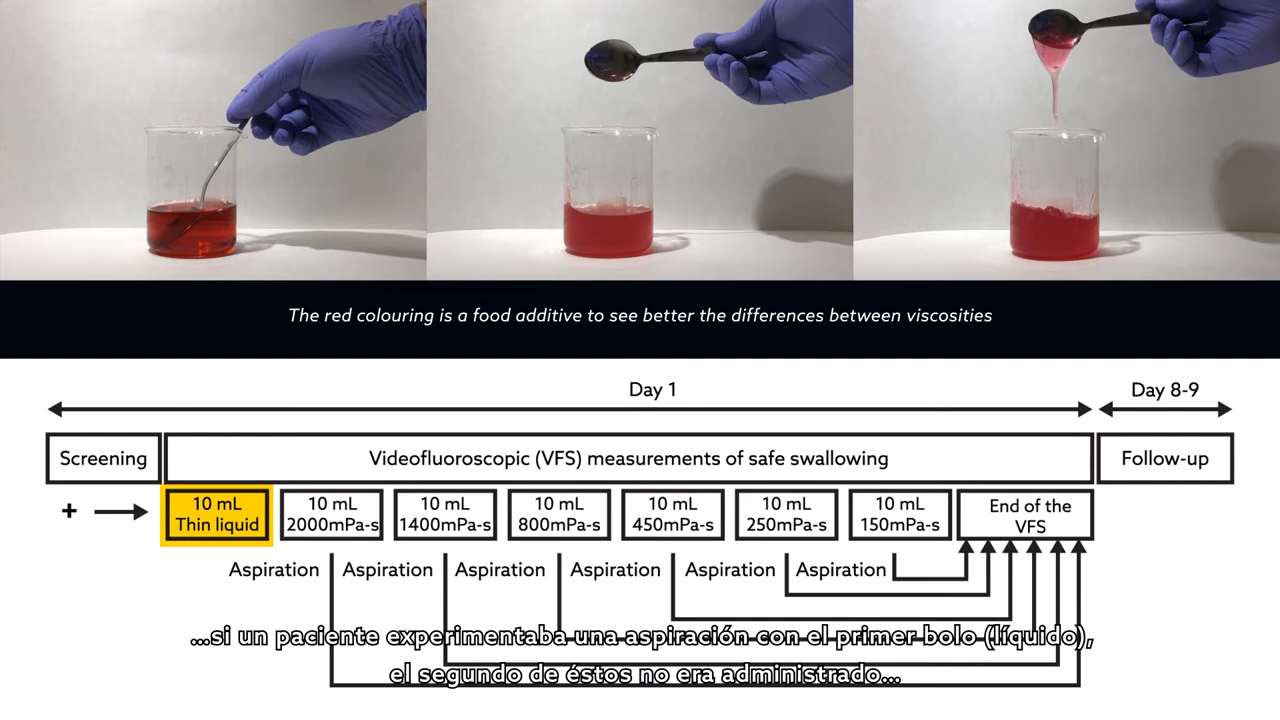 The red colouring is a food additive to see better the differences between viscosities
Day 1
Day 8-9
Screening
Videofluoroscopic (VFS) measurements of safe swallowing
Follow-up
+
10 mL
Thin liquid
10 mL
2000mPa-s
10 mL
1400mPa-s
10 mL
800mPa-s
10 mL
450mPa-s
10 mL
250mPa-s
10 mL
150mPa-s
End of the
VFS
Aspiration
Aspiration
Aspiration
Aspiration
Aspiration
Aspiration
...si un paciente experimentaba una aspiración con el primer bolo (líquido),
el segundo de éstos no era administrado...